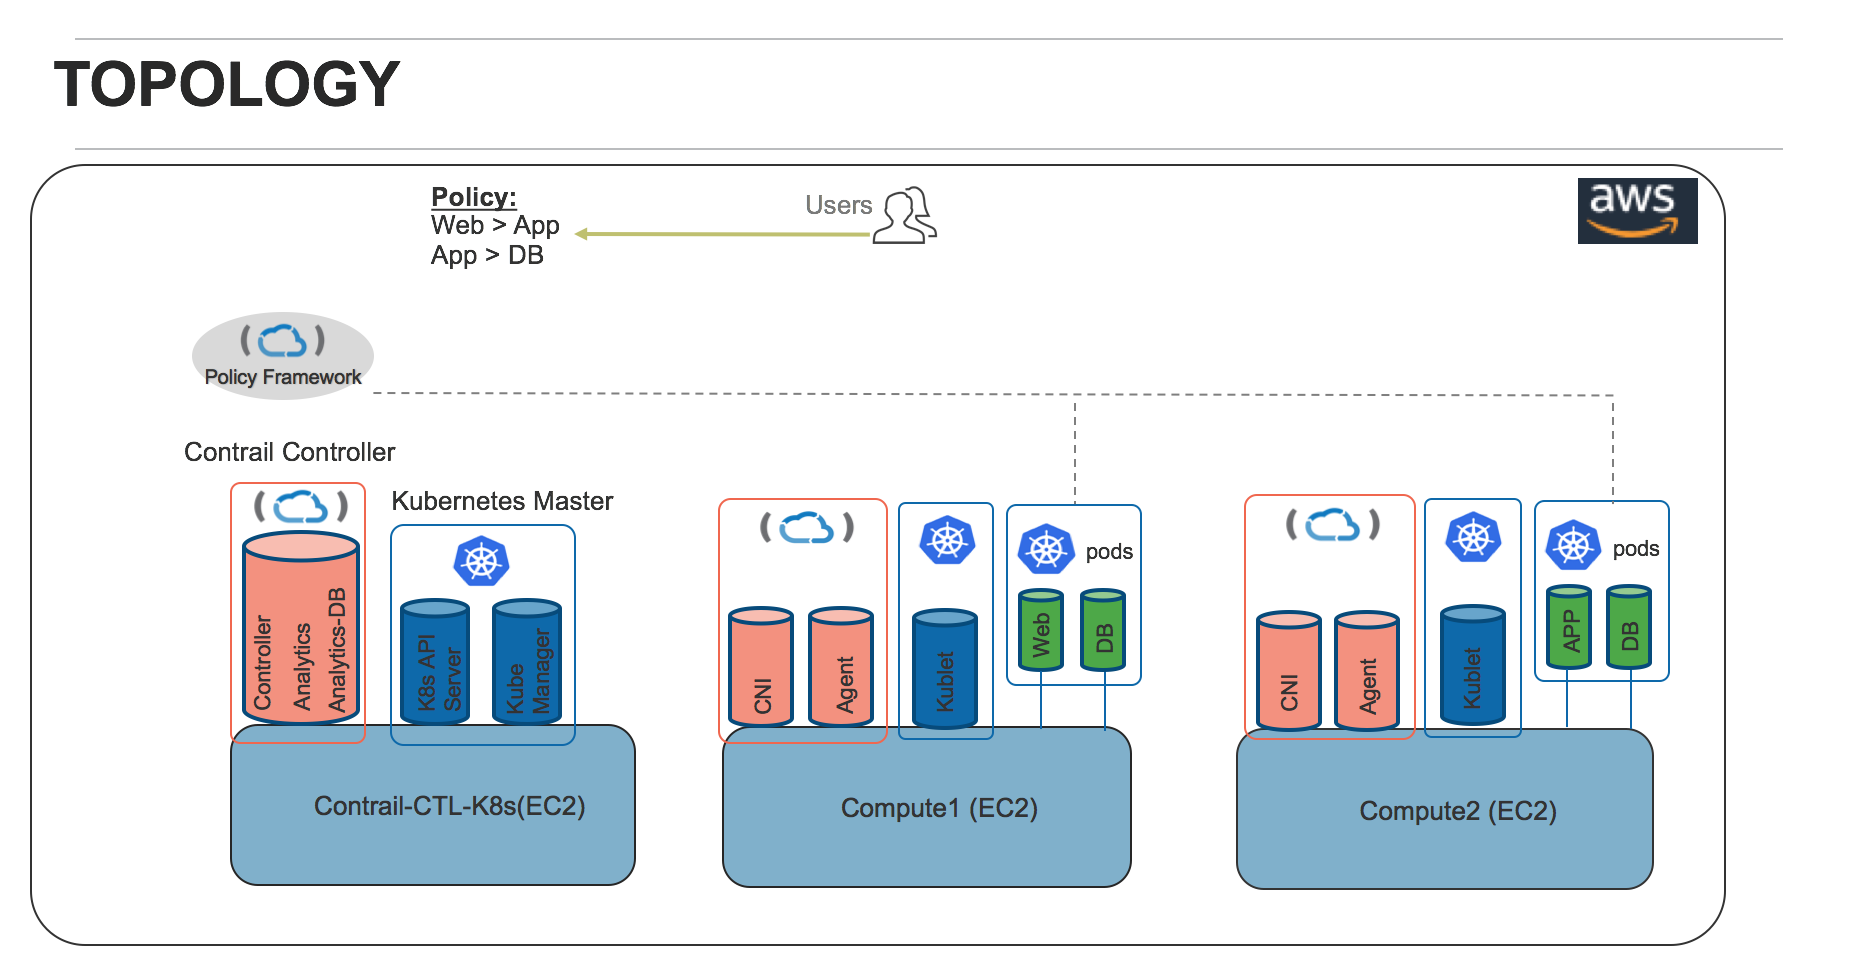 TOPOLOGY
Policy:
Web > App
App > DB
Users
aws
Policy Framework
Contrail Controller
Controller
Analytics
Analytics-DB
Kubernetes Master
K8s API
Server
Kube
Manager
CNI
Agent
Kublet
pods
Web
DB
CNI
Agent
Kublet
pods
APP
DB
Contrail-CTL-K8s(EC2)
Compute1 (EC2)
Compute2 (EC2)